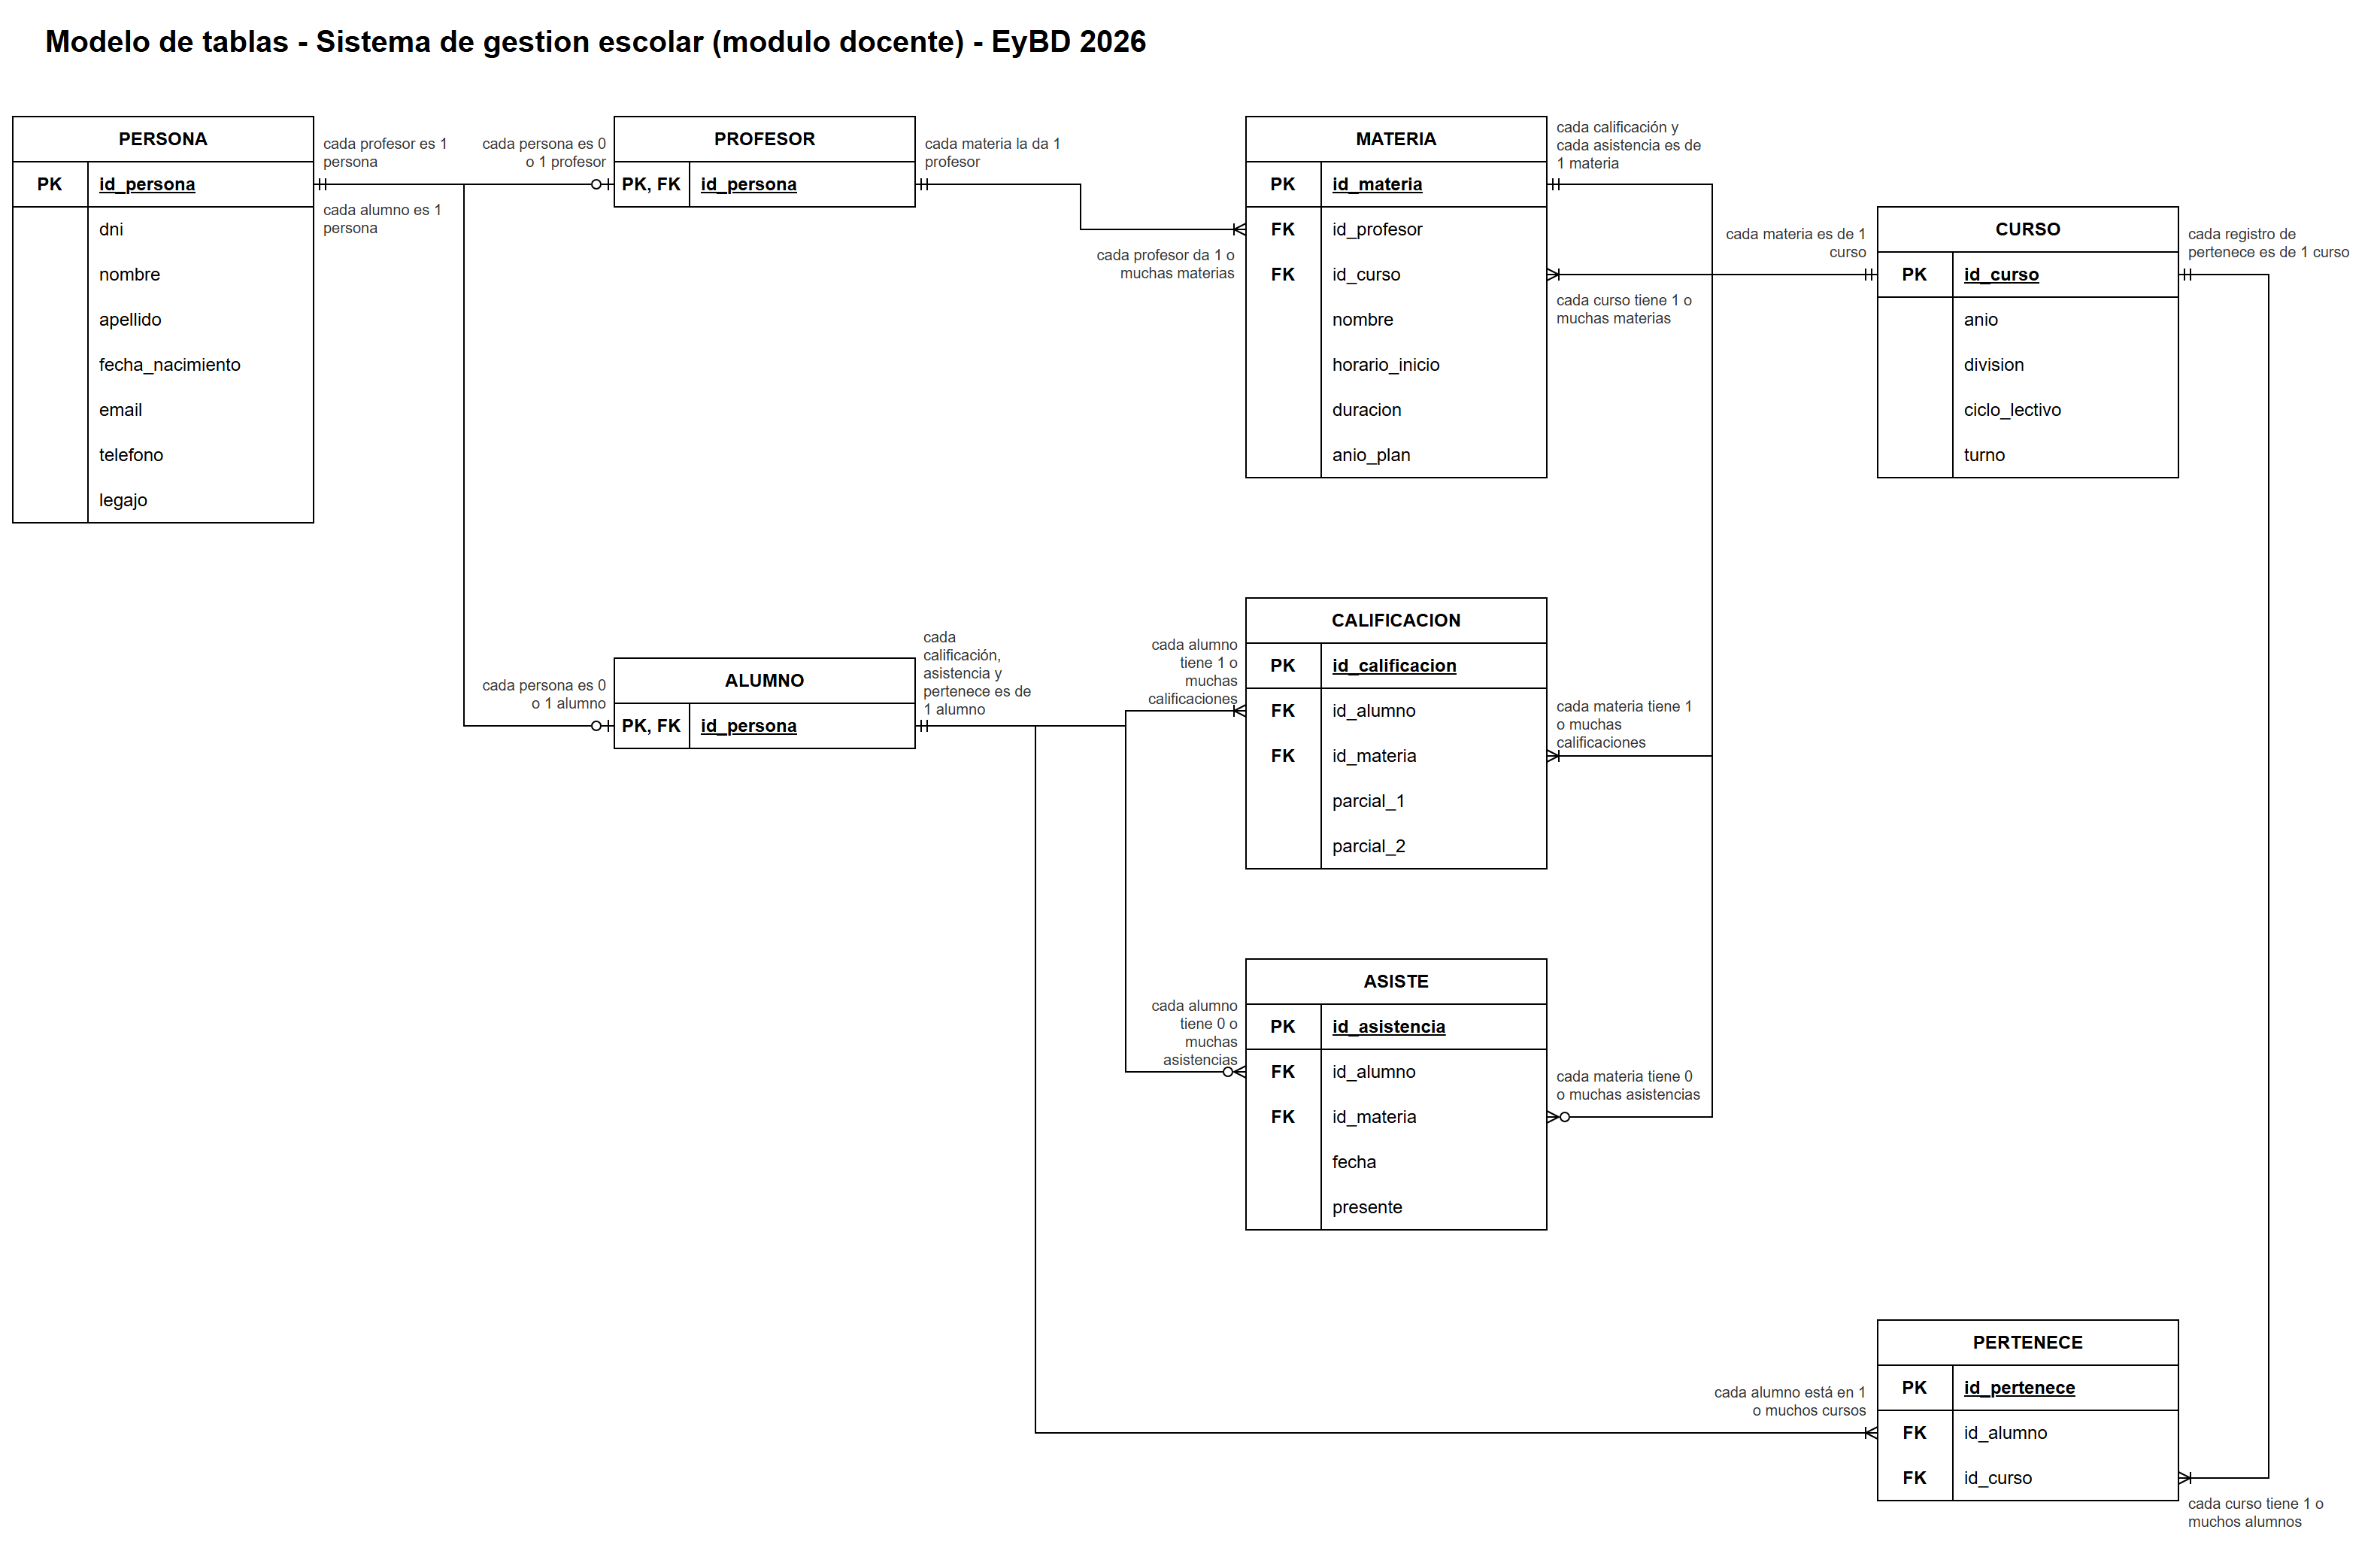 Modelo de tablas - Sistema de gestion escolar (modulo docente) - EyBD 2026
PERSONA
PK id_persona
dni
nombre
apellido
fecha_nacimiento
email
telefono
legajo
cada profesor es 1
persona
cada alumno es 1
persona
cada persona es 0
o 1 profesor
PROFESOR
PK, FK id_persona
cada materia la da 1
profesor
cada profesor da 1 o
muchas materias
MATERIA
PK id_materia
FK id_profesor
FK id_curso
nombre
horario_inicio
duracion
anio_plan
cada calificación y
cada asistencia es de
1 materia
cada materia es de 1
curso
cada curso tiene 1 o
muchas materias
CURSO
PK id_curso
anio
division
ciclo_lectivo
turno
cada registro de
pertenece es de 1 curso
cada persona es 0
o 1 alumno
ALUMNO
PK, FK id_persona
cada
calificación,
asistencia y
pertenece es de
1 alumno
cada alumno
tiene 1 o
muchas
calificaciones
CALIFICACION
PK id_calificacion
FK id_alumno
FK id_materia
parcial_1
parcial_2
cada materia tiene 1
o muchas
calificaciones
cada alumno
tiene 0 o
muchas
asistencias
ASISTE
PK id_asistencia
FK id_alumno
FK id_materia
fecha
presente
cada materia tiene 0
o muchas asistencias
cada alumno está en 1
o muchos cursos
PERTENECE
PK id_pertenece
FK id_alumno
FK id_curso
cada curso tiene 1 o
muchos alumnos